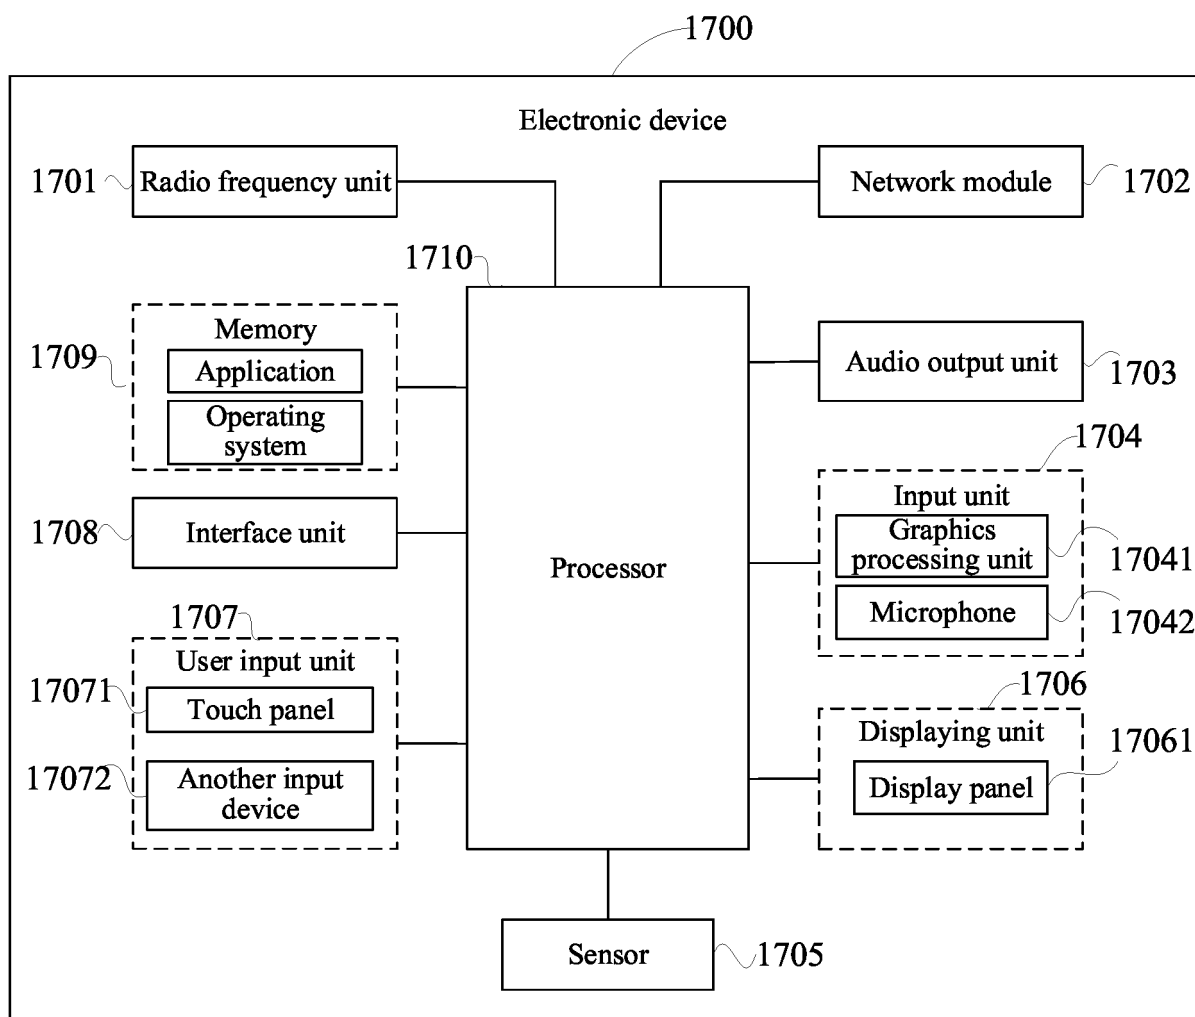 1700
Electronic device
1701
Radio frequency unit
Network module
1702
1710
Memory
1709
Application
Operating
system
Audio output unit
1703
1704
Input unit
Graphics
processing unit
17041
Microphone
17042
1708
Interface unit
Processor
1707
User input unit
17071
Touch panel
17072
Another input
device
1706
Displaying unit
17061
Display panel
Sensor
1705